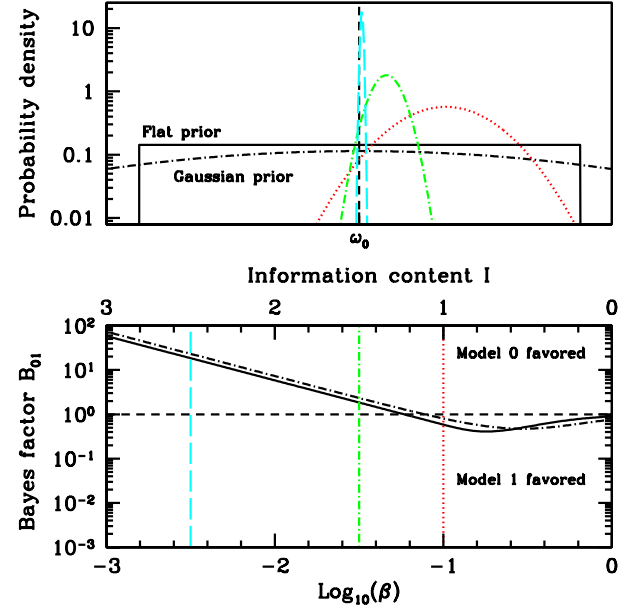 Probability density
10
1
0.1
0.01
Flat prior
Gaussian prior
ω₀
Information content I
3 2 1 0
Bayes factor B₀₁
10² 10¹ 10⁰ 10⁻¹ 10⁻² 10⁻³
Model 0 favored
Model 1 favored
−3 −2 −1 0
Log₁₀(β)